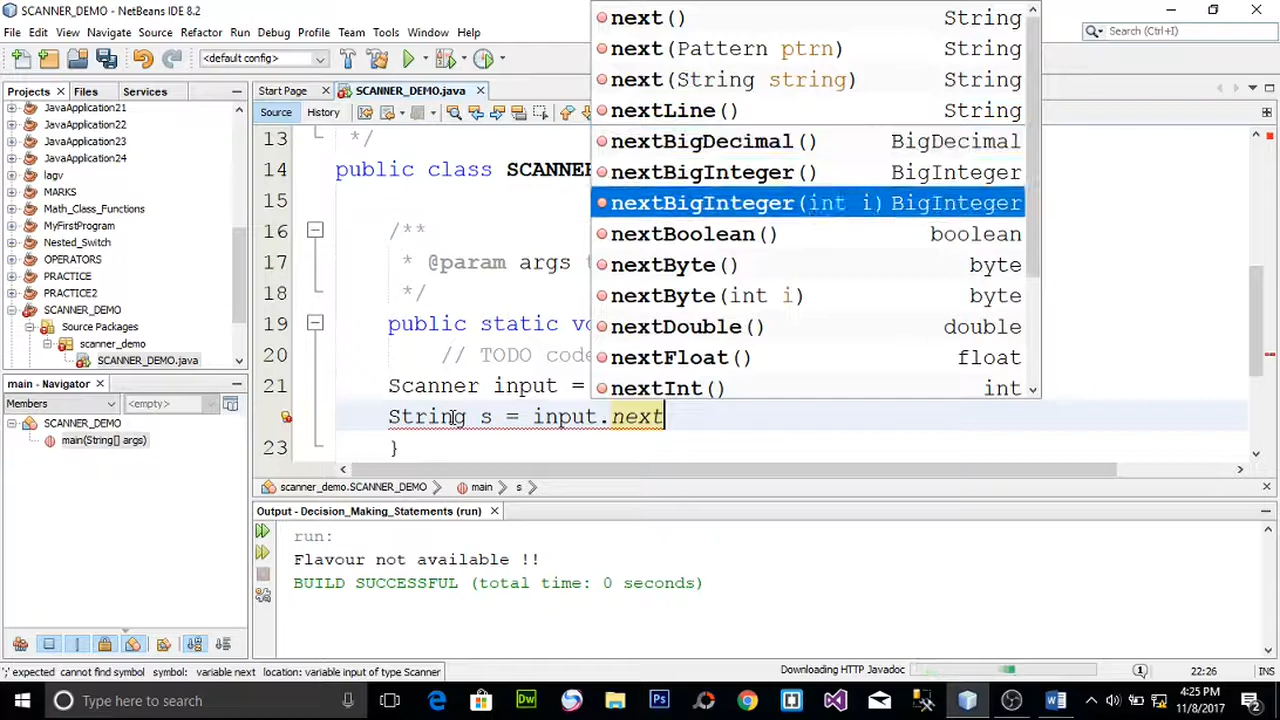 SCANNER_DEMO - NetBeans IDE 8.2
File Edit View Navigate Source Refactor Run Debug Profile Team Tools Window Help
Search (Ctrl+I)
<default config>
Projects Files Services
Start Page SCANNER_DEMO.java
Source History
JavaApplication21
JavaApplication22
JavaApplication23
JavaApplication24
lagv
MARKS
Math_Class_Functions
MyFirstProgram
Nested_Switch
OPERATORS
PRACTICE
PRACTICE2
SCANNER_DEMO
Source Packages
scanner_demo
SCANNER_DEMO.java
main - Navigator
Members <empty>
SCANNER_DEMO
main(String[] args)
13 */
14 public class SCANNER
15
16 /**
17 * @param args t
18 */
19 public static vo
20 // TODO code
21 Scanner input =
String s = input.next
23 }
next() String
next(Pattern ptrn) String
next(String string) String
nextLine() String
nextBigDecimal() BigDecimal
nextBigInteger() BigInteger
nextBigInteger(int i) BigInteger
nextBoolean() boolean
nextByte() byte
nextByte(int i) byte
nextDouble() double
nextFloat() float
nextInt() int
scanner_demo.SCANNER_DEMO main s
Output - Decision_Making_Statements (run)
run:
Flavour not available !!
BUILD SUCCESSFUL (total time: 0 seconds)
';' expected cannot find symbol symbol: variable next location: variable input of type Scanner
Downloading HTTP Javadoc
1
22:26 INS
Type here to search
Dw
Ps
4:25 PM
11/8/2017
2